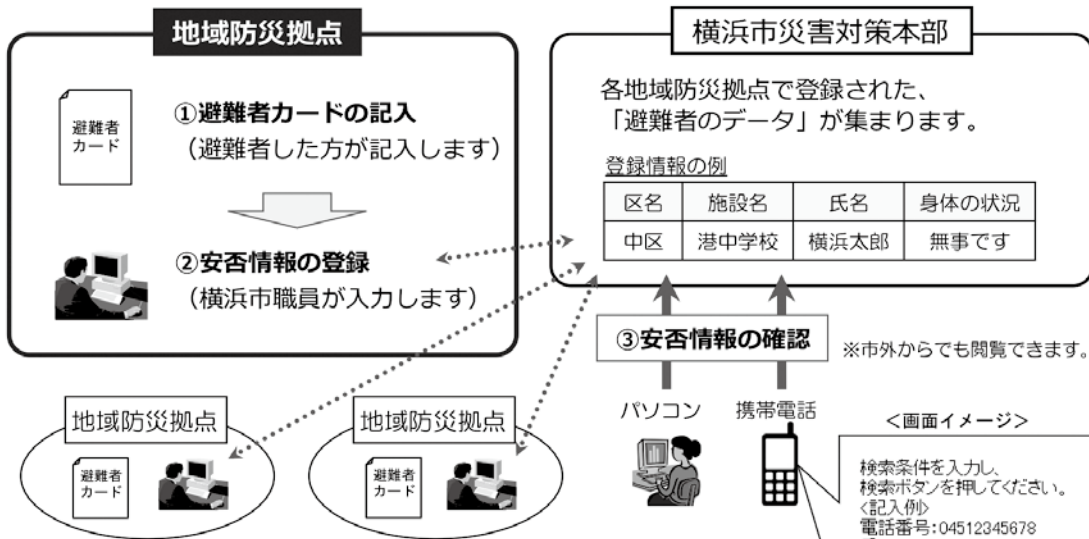 地域防災拠点
避難者
カード
①避難者カードの記入
（避難者した方が記入します）
②安否情報の登録
（横浜市職員が入力します）
横浜市災害対策本部
各地域防災拠点で登録された、
「避難者のデータ」が集まります。
登録情報の例
区名 施設名 氏名 身体の状況
中区 港中学校 横浜太郎 無事です
③安否情報の確認
※市外からでも閲覧できます。
地域防災拠点
避難者
カード
地域防災拠点
避難者
カード
パソコン
携帯電話
＜画面イメージ＞
検索条件を入力し、
検索ボタンを押してください。
<記入例>
電話番号:04512345678